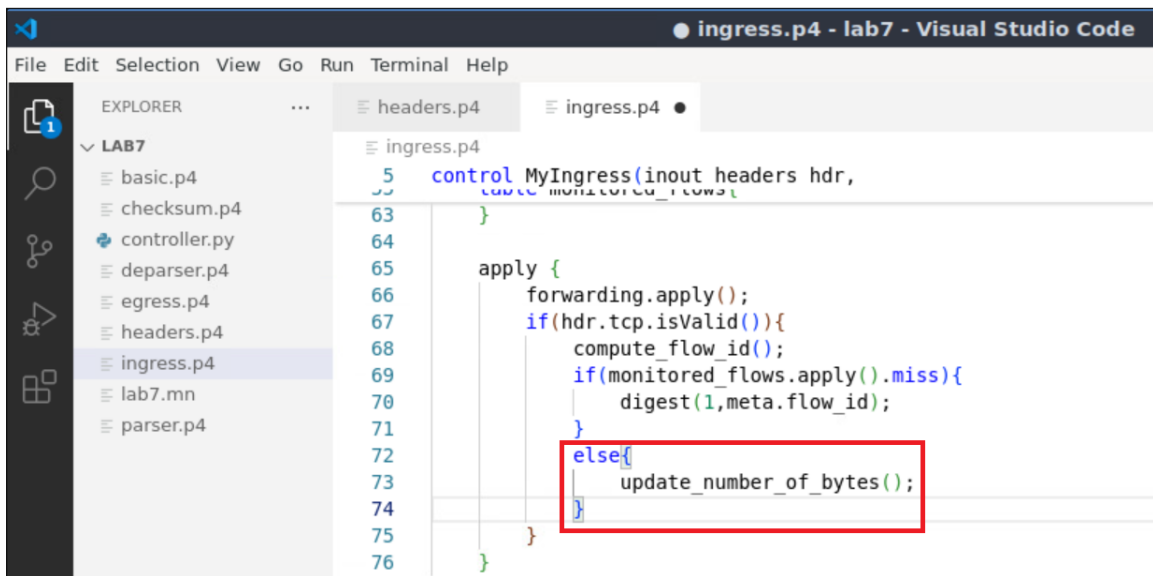 ● ingress.p4 - lab7 - Visual Studio Code
File Edit Selection View Go Run Terminal Help
EXPLORER ...
headers.p4 ingress.p4 ●
1
LAB7
ingress.p4
basic.p4
5 control MyIngress(inout headers hdr,
checksum.p4
55 table monitored_flows{
63 }
controller.py
64
deparser.p4
65 apply {
egress.p4
66 forwarding.apply();
headers.p4
67 if(hdr.tcp.isValid()){
68 compute_flow_id();
ingress.p4
69 if(monitored_flows.apply().miss){
lab7.mn
70 digest(1,meta.flow_id);
parser.p4
71 }
72 else{
73 update_number_of_bytes();
74 }
75 }
76 }